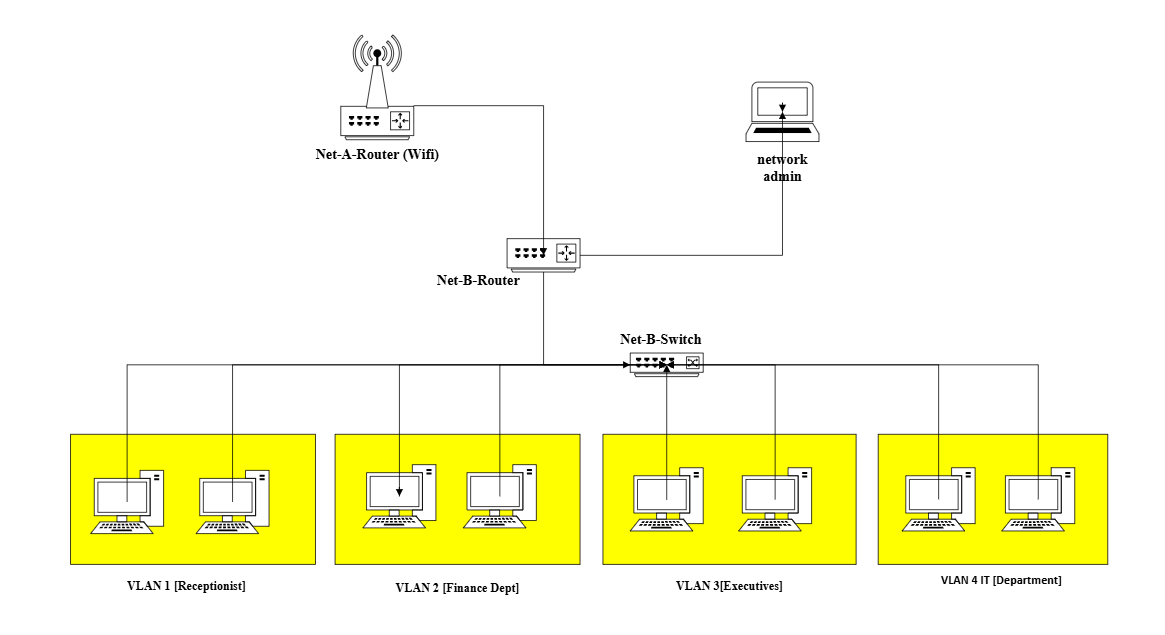 Net-A-Router (Wifi)
network
admin
Net-B-Router
Net-B-Switch
VLAN 1 [Receptionist]
VLAN 2 [Finance Dept]
VLAN 3[Executives]
VLAN 4 IT [Department]